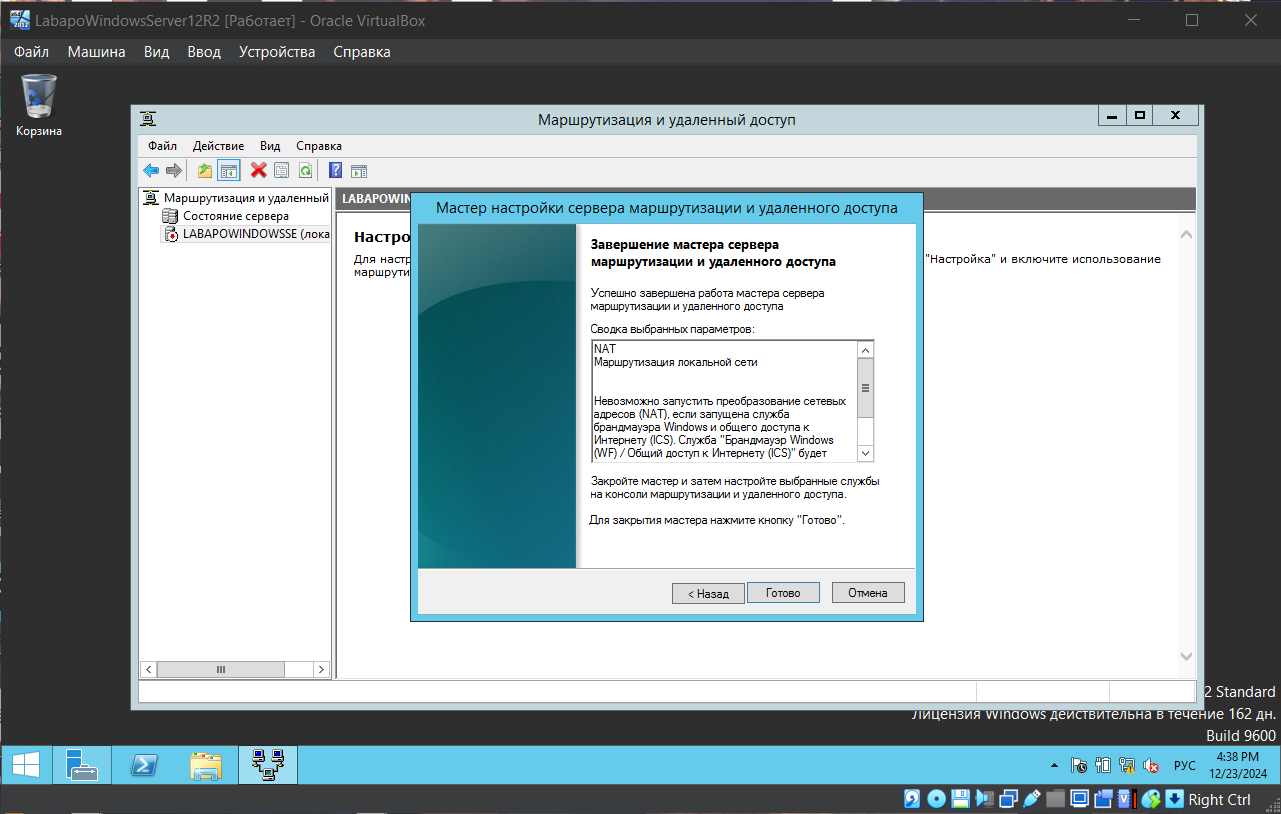 LabapoWindowsServer12R2 [Работает] - Oracle VirtualBox
Файл Машина Вид Ввод Устройства Справка
Корзина
Маршрутизация и удаленный доступ
Файл Действие Вид Справка
Маршрутизация и удаленный
Состояние сервера
LABAPOWINDOWSSE (лока
LABAPOWIN
Настро
Для настр
"Настройка" и включите использование
маршрути
Мастер настройки сервера маршрутизации и удаленного доступа
Завершение мастера сервера
маршрутизации и удаленного доступа
Успешно завершена работа мастера сервера
маршрутизации и удаленного доступа
Сводка выбранных параметров:
NAT
Маршрутизация локальной сети
Невозможно запустить преобразование сетевых
адресов (NAT), если запущена служба
брандмауэра Windows и общего доступа к
Интернету (ICS). Служба "Брандмауэр Windows
(WF) / Общий доступ к Интернету (ICS)" будет
Закройте мастер и затем настройте выбранные службы
на консоли маршрутизации и удаленного доступа.
Для закрытия мастера нажмите кнопку "Готово".
< Назад Готово Отмена
2 Standard
Лицензия Windows действительна в течение 162 дн.
Build 9600
РУС
4:38 PM
12/23/2024
Right Ctrl